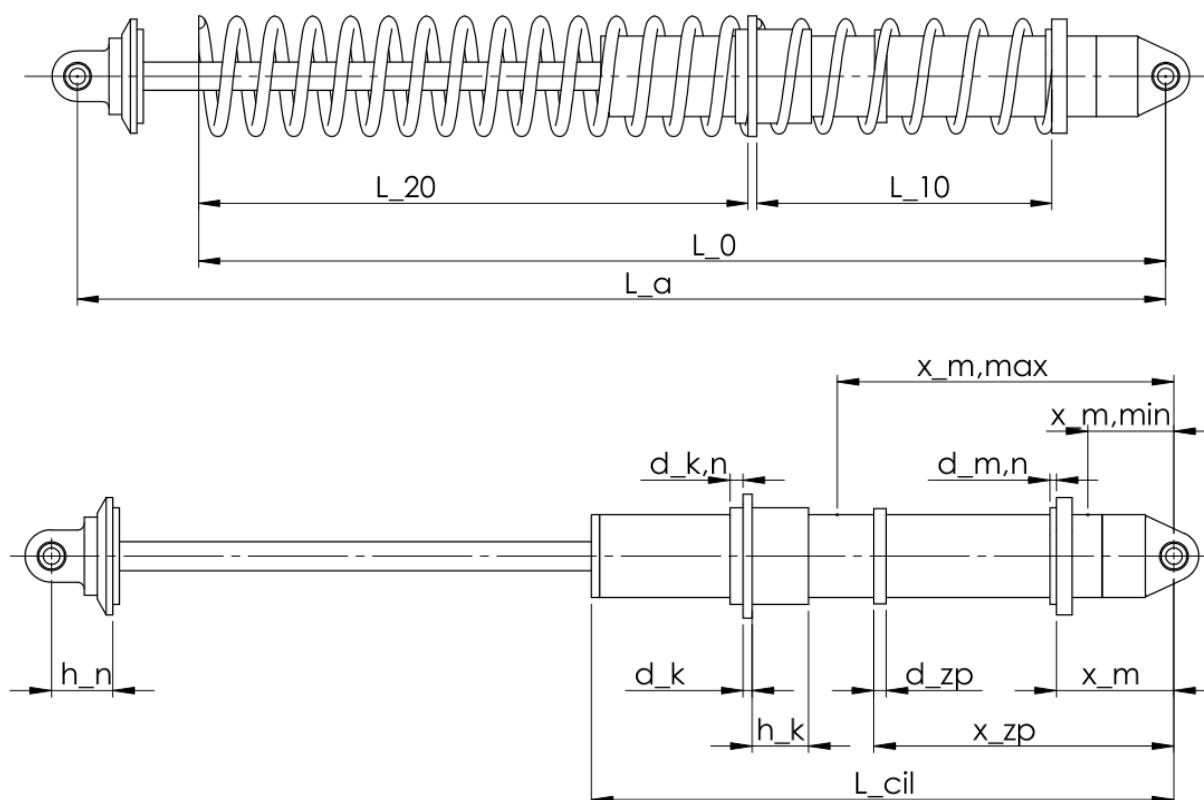 L_20
L_10
L_0
L_a
x_m,max
x_m,min
d_k,n
d_m,n
h_n
d_k
d_zp
x_m
h_k
x_zp
L_cil